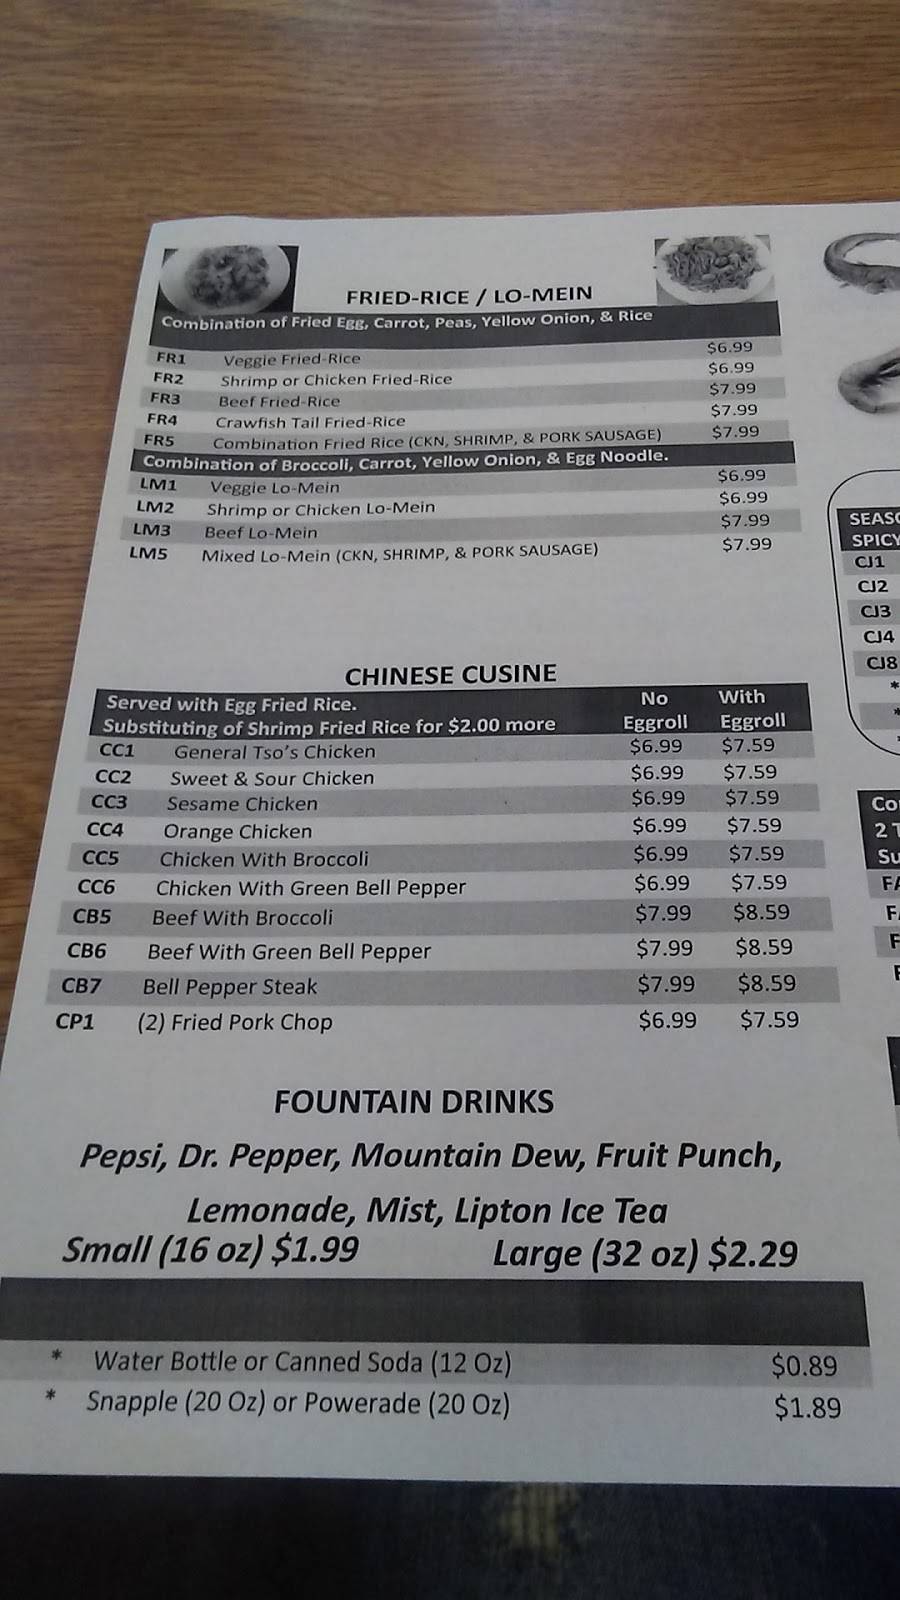 FRIED-RICE / LO-MEIN
Combination of Fried Egg, Carrot, Peas, Yellow Onion, & Rice
FR1 Veggie Fried-Rice $6.99
FR2 Shrimp or Chicken Fried-Rice $6.99
FR3 Beef Fried-Rice $7.99
FR4 Crawfish Tail Fried-Rice $7.99
FR5 Combination Fried Rice (CKN, SHRIMP, & PORK SAUSAGE) $7.99
Combination of Broccoli, Carrot, Yellow Onion, & Egg Noodle.
LM1 Veggie Lo-Mein $6.99
LM2 Shrimp or Chicken Lo-Mein $6.99
LM3 Beef Lo-Mein $7.99
LM5 Mixed Lo-Mein (CKN, SHRIMP, & PORK SAUSAGE) $7.99
CHINESE CUSINE
Served with Egg Fried Rice. No With
Substituting of Shrimp Fried Rice for $2.00 more Eggroll Eggroll
CC1 General Tso's Chicken $6.99 $7.59
CC2 Sweet & Sour Chicken $6.99 $7.59
CC3 Sesame Chicken $6.99 $7.59
CC4 Orange Chicken $6.99 $7.59
CC5 Chicken With Broccoli $6.99 $7.59
CC6 Chicken With Green Bell Pepper $6.99 $7.59
CB5 Beef With Broccoli $7.99 $8.59
CB6 Beef With Green Bell Pepper $7.99 $8.59
CB7 Bell Pepper Steak $7.99 $8.59
CP1 (2) Fried Pork Chop $6.99 $7.59
FOUNTAIN DRINKS
Pepsi, Dr. Pepper, Mountain Dew, Fruit Punch,
Lemonade, Mist, Lipton Ice Tea
Small (16 oz) $1.99 Large (32 oz) $2.29
* Water Bottle or Canned Soda (12 Oz) $0.89
* Snapple (20 Oz) or Powerade (20 Oz) $1.89
SPICY
CJ1
CJ2
CJ3
CJ4
CJ8
*
*